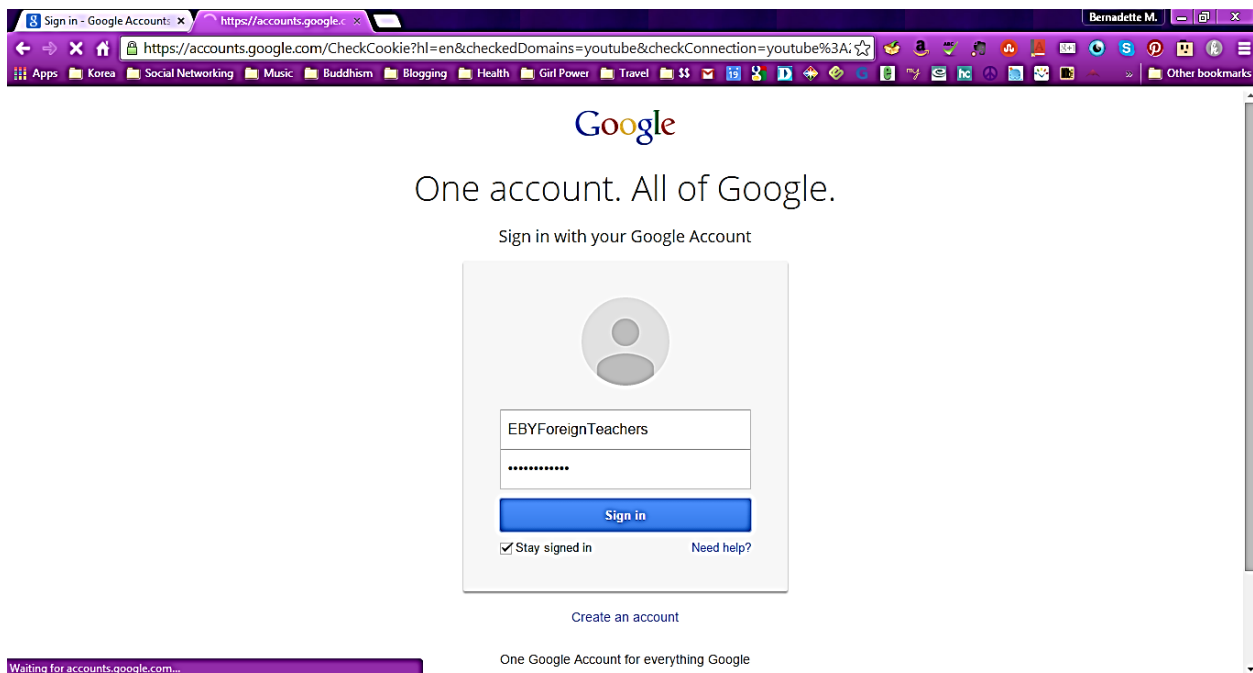 Sign in - Google Accounts
https://accounts.google.c
Bernadette M.
https://accounts.google.com/CheckCookie?hl=en&checkedDomains=youtube&checkConnection=youtube%3A
Apps Korea Social Networking Music Buddhism Blogging Health Girl Power Travel $$ Other bookmarks
Google
One account. All of Google.
Sign in with your Google Account
EBYForeignTeachers
Sign in
Stay signed in Need help?
Create an account
One Google Account for everything Google
Waiting for accounts.google.com...